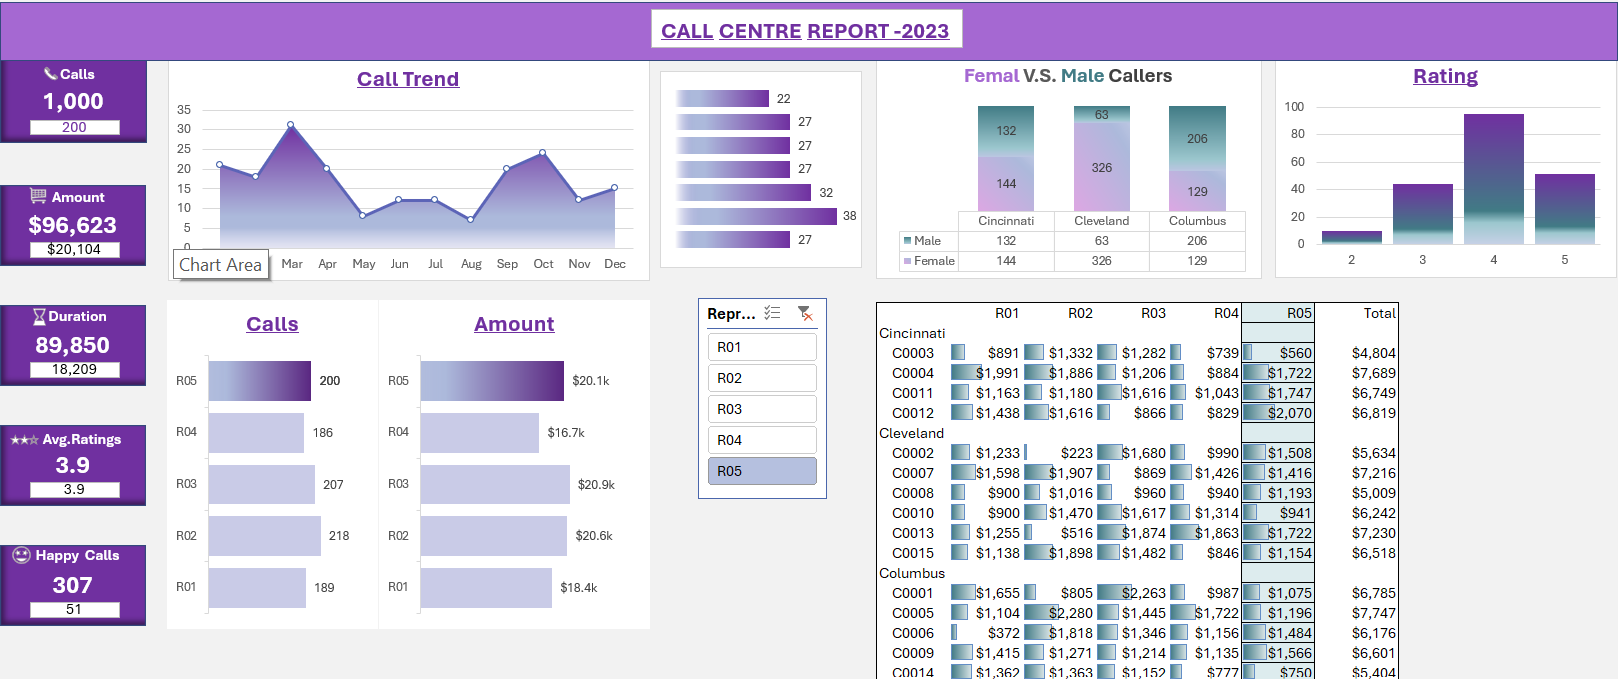 CALL CENTRE REPORT -2023
Calls
1,000
200
Amount
$96,623
$20,104
Duration
89,850
18,209
Avg.Ratings
3.9
3.9
Happy Calls
307
51
Call Trend
35
30
25
20
15
10
5
0
Mar Apr May Jun Jul Aug Sep Oct Nov Dec
Chart Area
22
27
27
27
32
38
27
Femal V.S. Male Callers
132 63 206
144 326 129
Cincinnati Cleveland Columbus
Male 132 63 206
Female 144 326 129
Rating
100
80
60
40
20
0
2 3 4 5
Calls
R05 200
R04 186
R03 207
R02 218
R01 189
Amount
R05 $20.1k
R04 $16.7k
R03 $20.9k
R02 $20.6k
R01 $18.4k
Repr...
R01
R02
R03
R04
R05
R01 R02 R03 R04 R05 Total
Cincinnati
C0003 $891 $1,332 $1,282 $739 $560 $4,804
C0004 $1,991 $1,886 $1,206 $884 $1,722 $7,689
C0011 $1,163 $1,180 $1,616 $1,043 $1,747 $6,749
C0012 $1,438 $1,616 $866 $829 $2,070 $6,819
Cleveland
C0002 $1,233 $223 $1,680 $990 $1,508 $5,634
C0007 $1,598 $1,907 $869 $1,426 $1,416 $7,216
C0008 $900 $1,016 $960 $940 $1,193 $5,009
C0010 $900 $1,470 $1,617 $1,314 $941 $6,242
C0013 $1,255 $516 $1,874 $1,863 $1,722 $7,230
C0015 $1,138 $1,898 $1,482 $846 $1,154 $6,518
Columbus
C0001 $1,655 $805 $2,263 $987 $1,075 $6,785
C0005 $1,104 $2,280 $1,445 $1,722 $1,196 $7,747
C0006 $372 $1,818 $1,346 $1,156 $1,484 $6,176
C0009 $1,415 $1,271 $1,214 $1,135 $1,566 $6,601
C0014 $1,362 $1,363 $1,152 $777 $750 $5,404